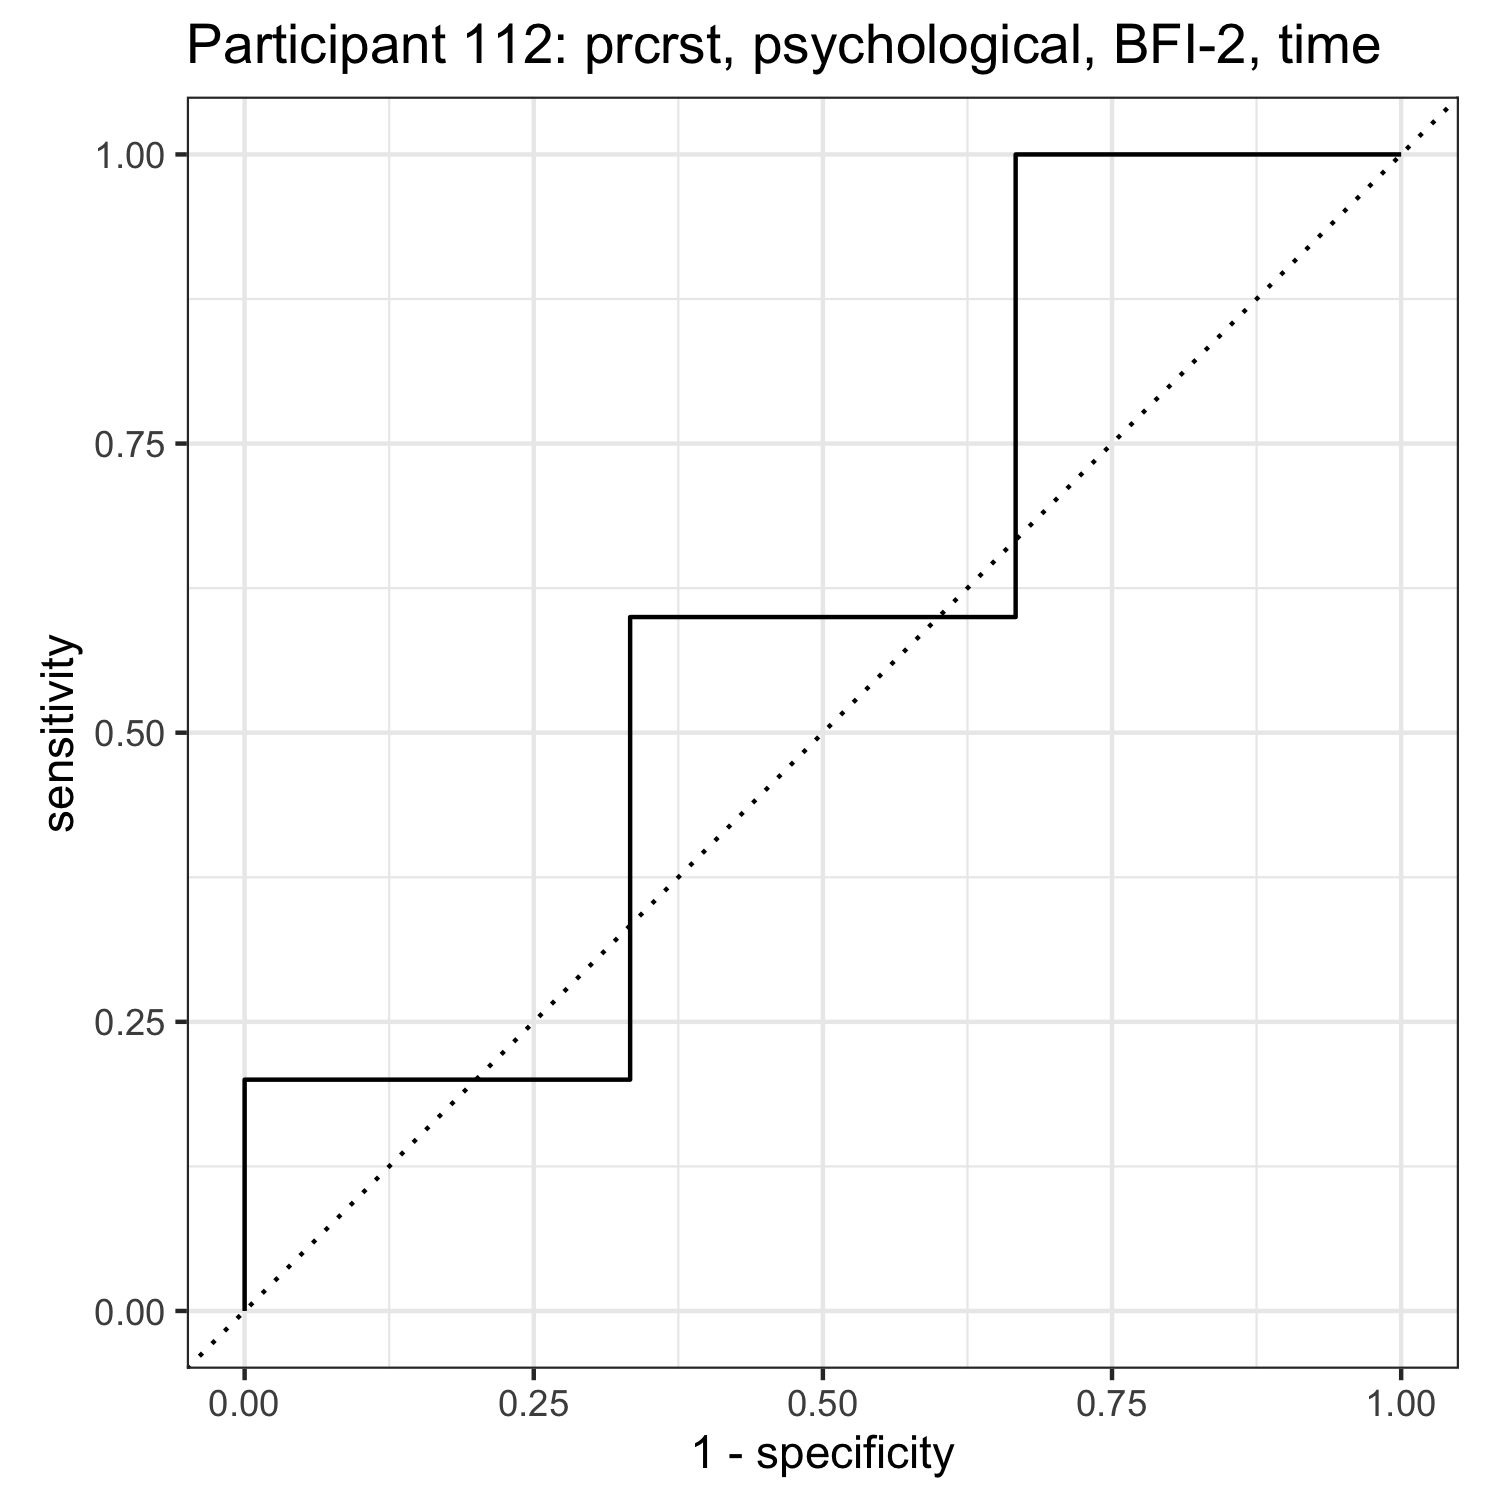 Participant 112: prcrst, psychological, BFI-2, time
1.00
0.75
0.50
0.25
0.00
sensitivity
0.00 0.25 0.50 0.75 1.00
1 - specificity